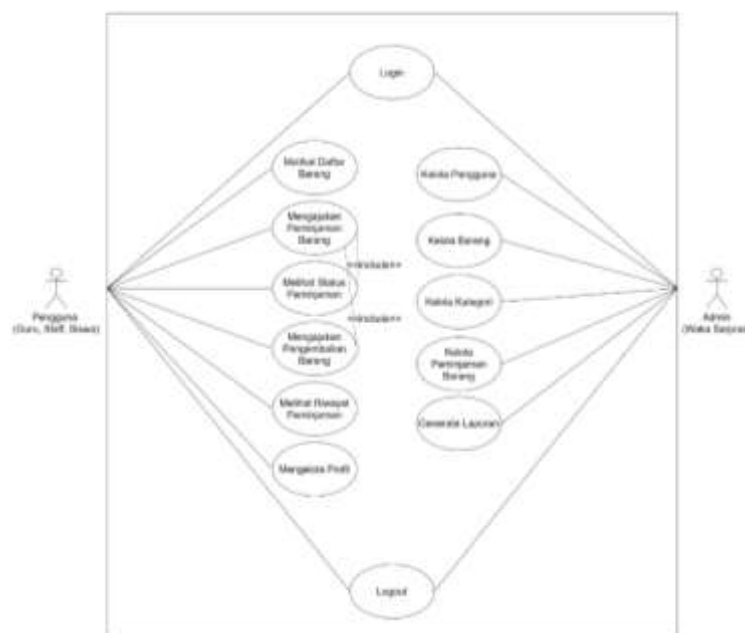 Login
Melihat Daftar
Barang
Mengajukan
Peminjaman
Barang
<<include>>
Melihat Status
Peminjaman
<<include>>
Mengajukan
Pengembalian
Barang
Melihat Riwayat
Peminjaman
Mengelola Profil
Kelola Pengguna
Kelola Barang
Kelola Kategori
Kelola
Peminjaman
Barang
Generate Laporan
Logout
Pengguna
(Guru, Staff, Siswa)
Admin
(Waka Sarpras